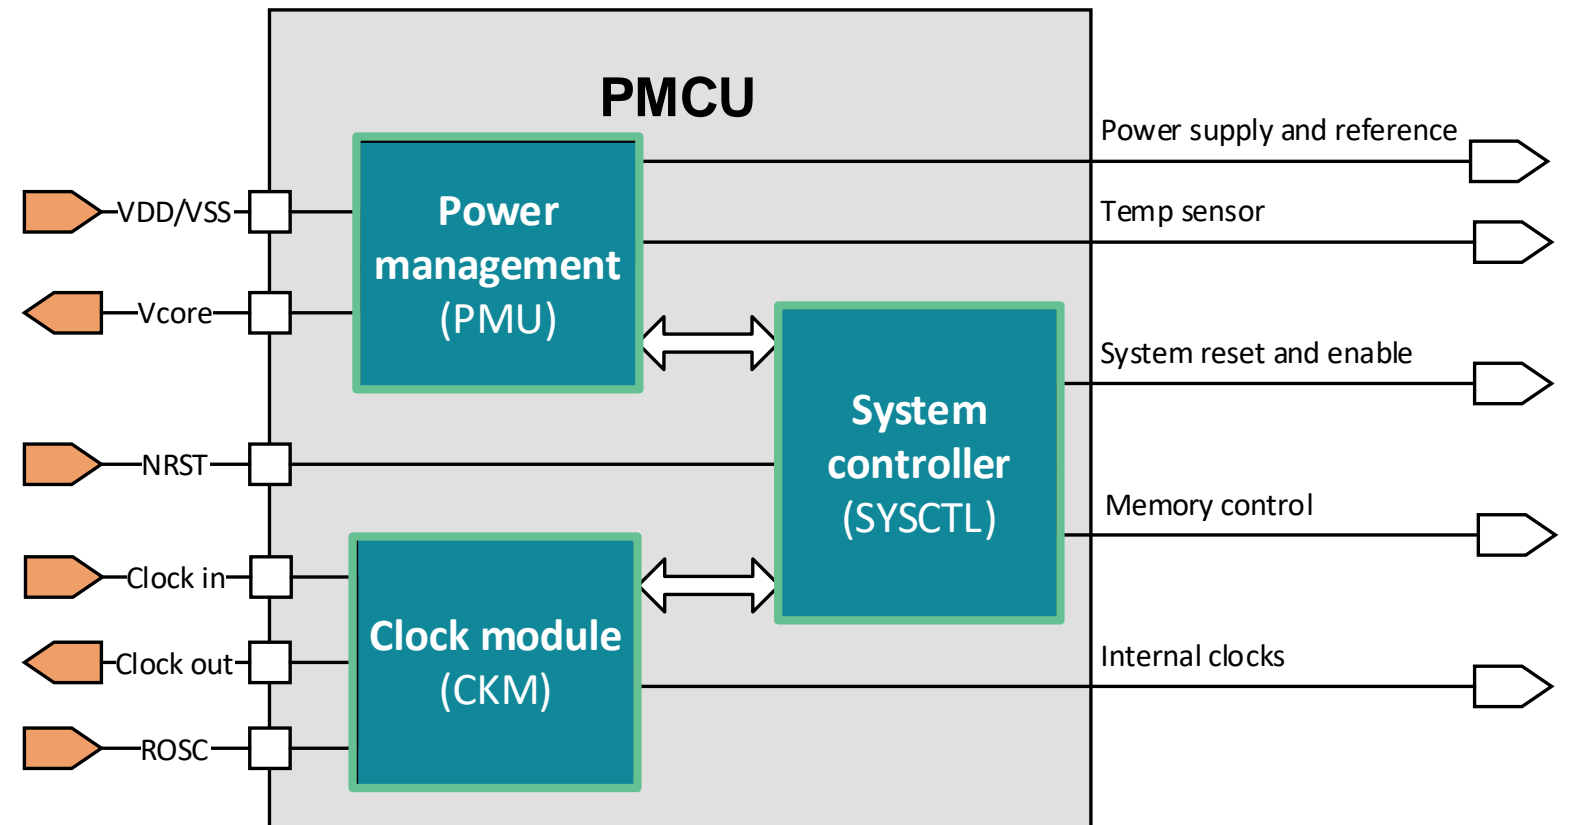 PMCU
Power supply and reference
Temp sensor
VDD/VSS
Vcore
Power
management
(PMU)
System reset and enable
System
controller
(SYSCTL)
NRST
Memory control
Clock in
Clock out
ROSC
Clock module
(CKM)
Internal clocks